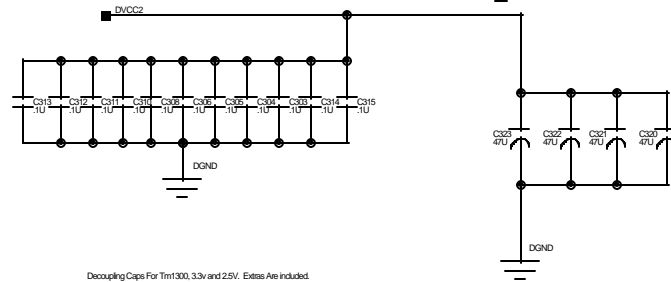 DVCC2
C313 C312 C311 C310 C308 C306 C305 C304 C303 C314 C315
.1U .1U .1U .1U .1U .1U .1U .1U .1U .1U .1U
C323 C322 C321 C320
47U 47U 47U 47U
DGND
DGND
Decoupling Caps For Tm1300, 3.3v and 2.5V. Extras Are included.